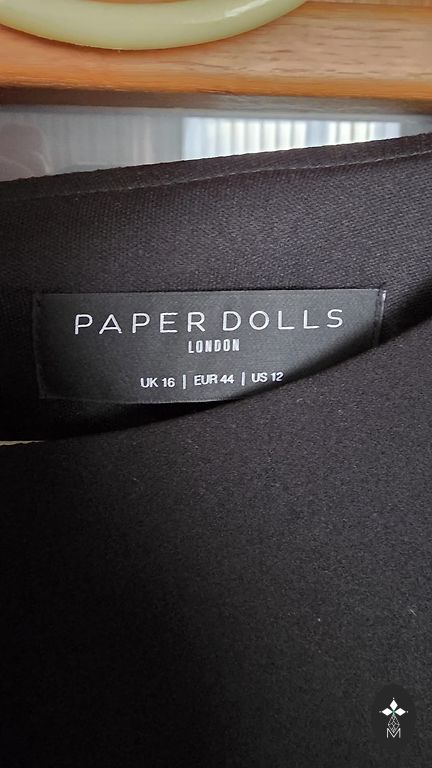 PAPER DOLLS
LONDON
UK 16 | EUR 44 | US 12
M